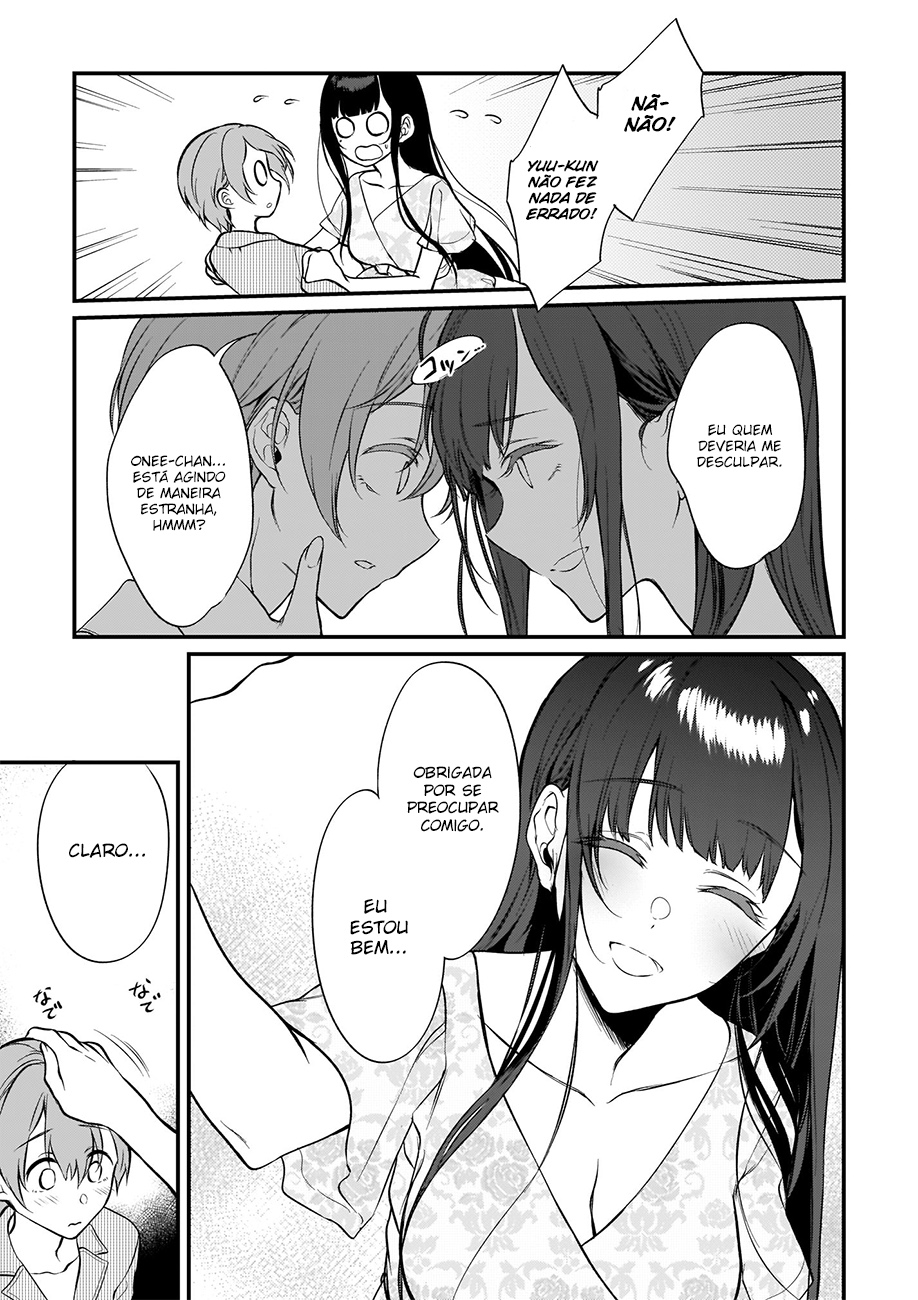 NÃ-
NÃO!
YUU-KUN
NÃO FEZ
NADA DE
ERRADO!
EU QUEM
DEVERIA ME
DESCULPAR.
コツン…
ONEE-CHAN...
ESTÁ AGINDO
DE MANEIRA
ESTRANHA,
HMMM?
OBRIGADA
POR SE
PREOCUPAR
COMIGO.
EU
ESTOU
BEM...
CLARO...
なで
なで